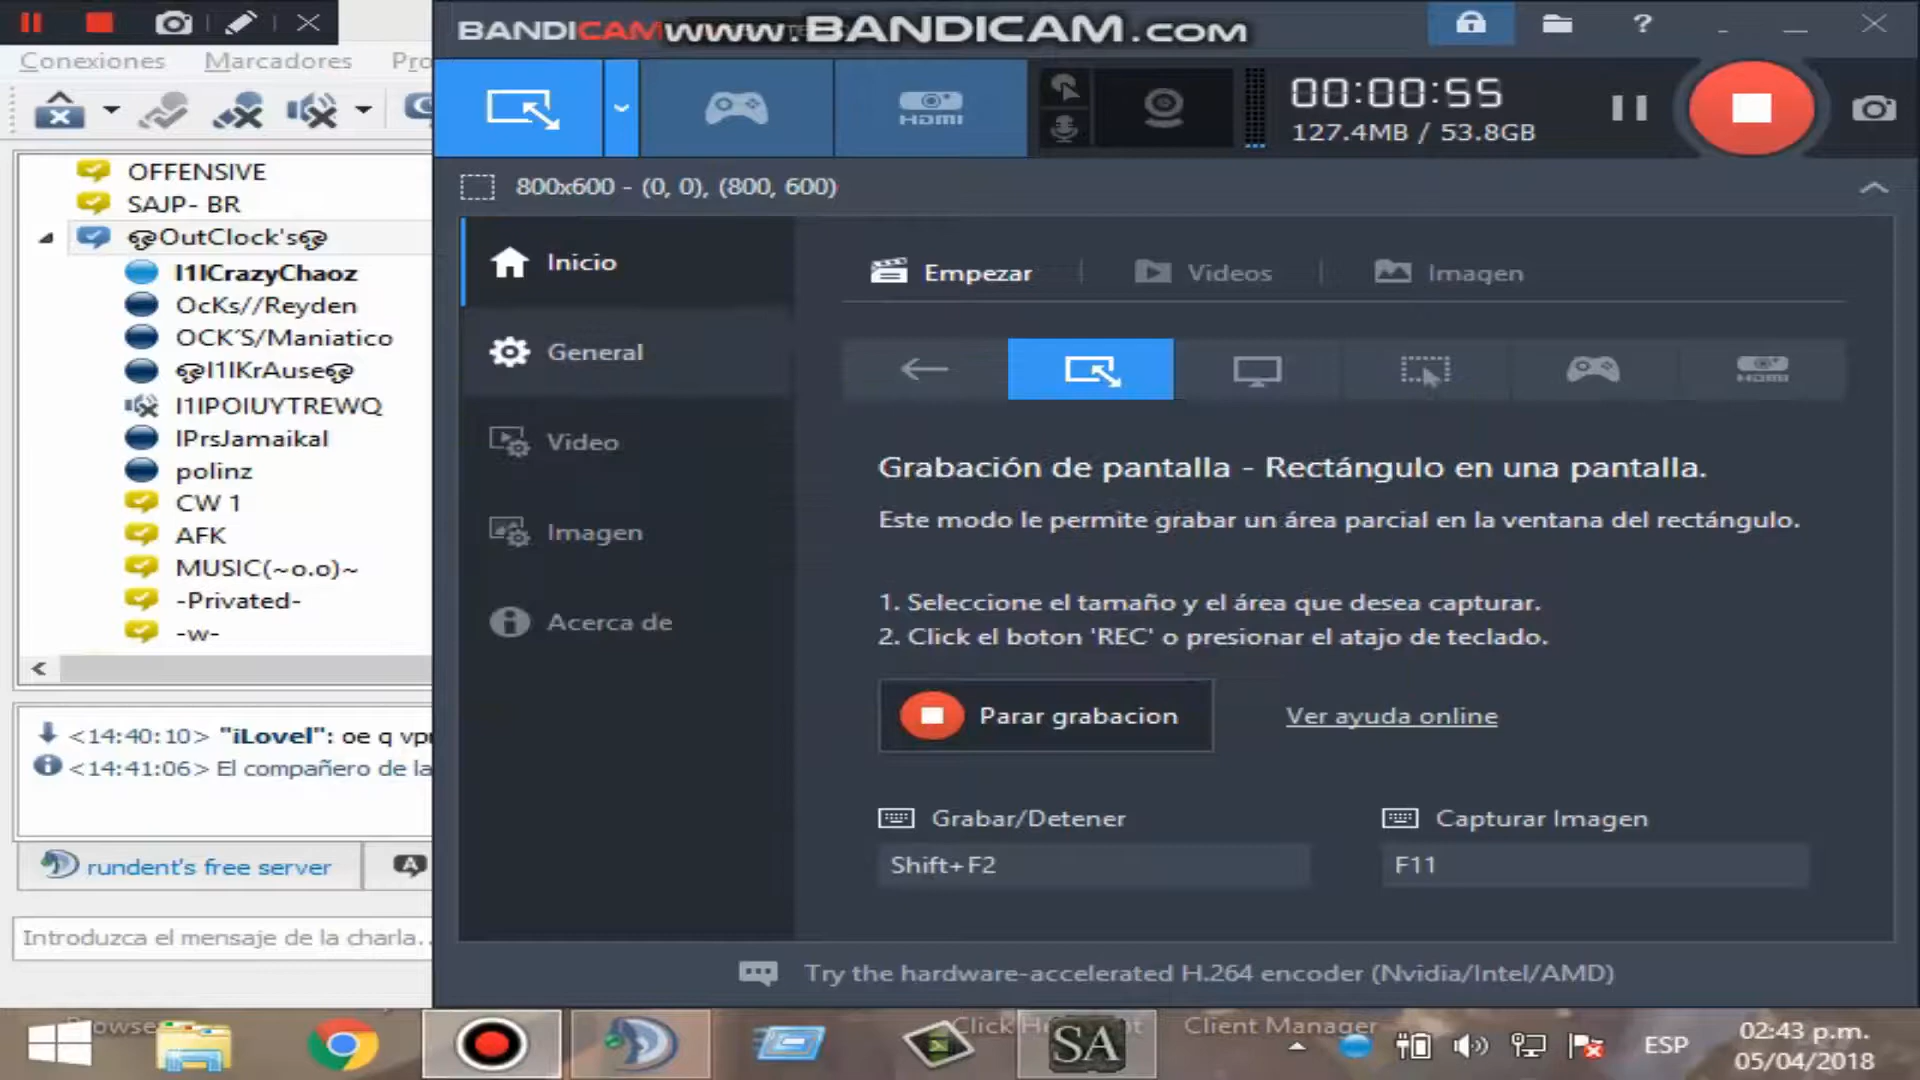 BANDICAM
www.BANDICAM.com
Conexiones Marcadores Pro
OFFENSIVE
SAJP- BR
OutClock's
I1ICrazyChaoz
OcKs//Reyden
OCK´S/Maniatico
I1IKrAuse
I1IPOIUYTREWQ
IPrsJamaikal
polinz
CW 1
AFK
MUSIC(~o.o)~
-Privated-
-w-
<14:40:10> "iLovel": oe q vpn
<14:41:06> El compañero de la
rundent's free server
Introduzca el mensaje de la charla...
HDMI
00:00:55
127.4MB / 53.8GB
800x600 - (0, 0), (800, 600)
Inicio
General
Video
Imagen
Acerca de
Empezar
Videos
Imagen
HDMI
Grabación de pantalla - Rectángulo en una pantalla.
Este modo le permite grabar un área parcial en la ventana del rectángulo.
1. Seleccione el tamaño y el área que desea capturar.
2. Click el boton 'REC' o presionar el atajo de teclado.
Parar grabacion
Ver ayuda online
Grabar/Detener
Capturar Imagen
Shift+F2
F11
Try the hardware-accelerated H.264 encoder (Nvidia/Intel/AMD)
Client Manager
SA
ESP
02:43 p.m.
05/04/2018